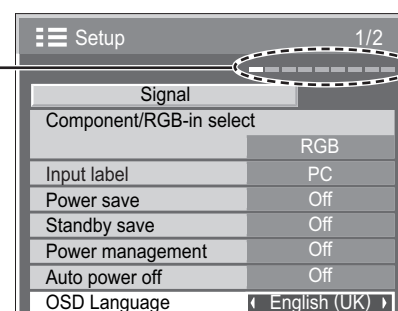 Setup 1/2
Signal
Component/RGB-in select
RGB
Input label PC
Power save Off
Standby save Off
Power management Off
Auto power off Off
OSD Language English (UK)